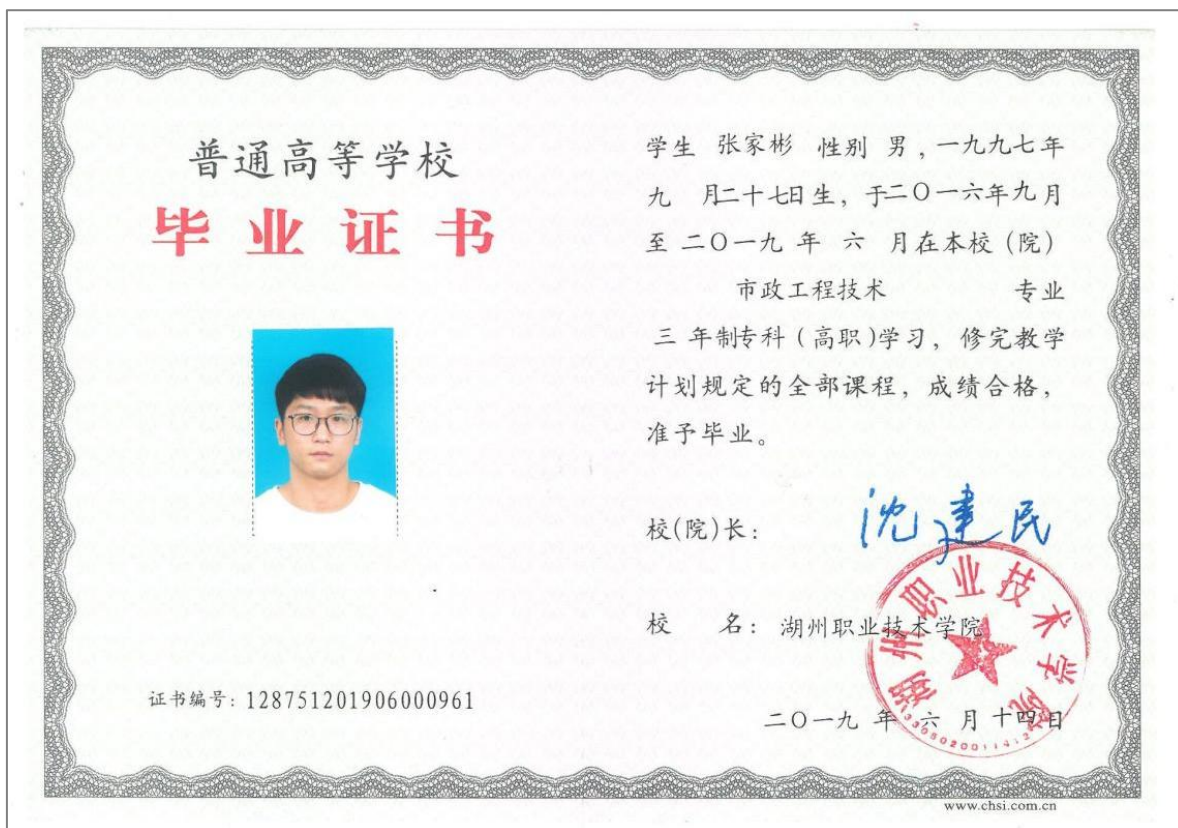 普通高等学校
毕业证书
证书编号：128751201906000961
学生 张家彬 性别 男，一九九七年
九 月二十七日生，于二〇一六年九月
至 二〇一九 年 六 月在本校（院）
市政工程技术 专业
三 年制专科（高职）学习，修完教学
计划规定的全部课程，成绩合格，
准予毕业。
校(院)长：沈建民
校 名：湖州职业技术学院
湖州职业技术学院
二〇一九 年 六 月十四日
www.chsi.com.cn